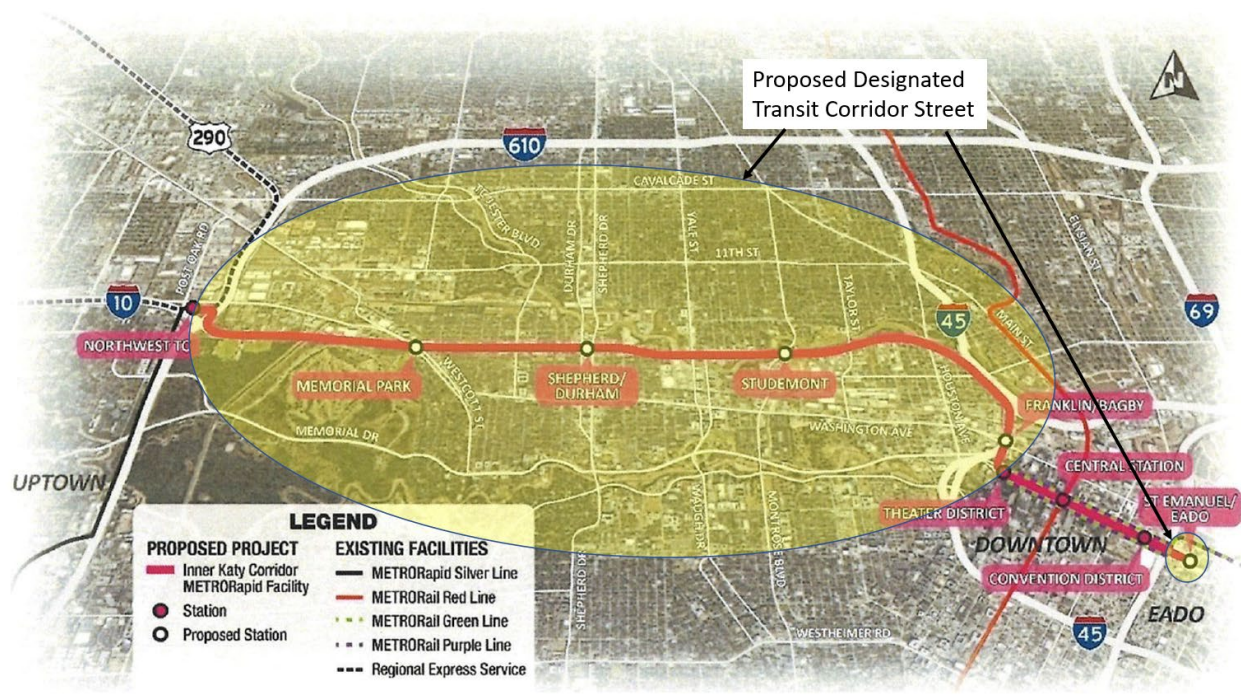 Proposed Designated
Transit Corridor Street
N
290
610
CAVALCADE ST
T.C. JESTER BLVD
DURHAM DR
SHEPHERD DR
YALE ST
ELYSIAN ST
POST OAK RD
11TH ST
10
TAYLOR ST
45
69
MAIN ST
NORTHWEST TC
MEMORIAL PARK
WESTCOTT ST
SHEPHERD/
DURHAM
STUDEMONT
HOUSTON AVE
FRANKLIN/BAGBY
MEMORIAL DR
WASHINGTON AVE
CENTRAL STATION
UPTOWN
WAUGH DR
MONTROSE BLVD
THEATER DISTRICT
ST EMANUEL/
EADO
DOWNTOWN
CONVENTION DISTRICT
EADO
SHEPHERD DR
WESTHEIMER RD
45
LEGEND
PROPOSED PROJECT
Inner Katy Corridor
METRORapid Facility
Station
Proposed Station
EXISTING FACILITIES
METRORapid Silver Line
METRORail Red Line
METRORail Green Line
METRORail Purple Line
Regional Express Service